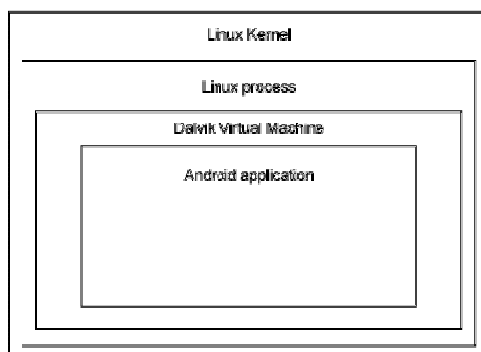 Linux Kernel
Linux process
Dalvik Virtual Machine
Android application